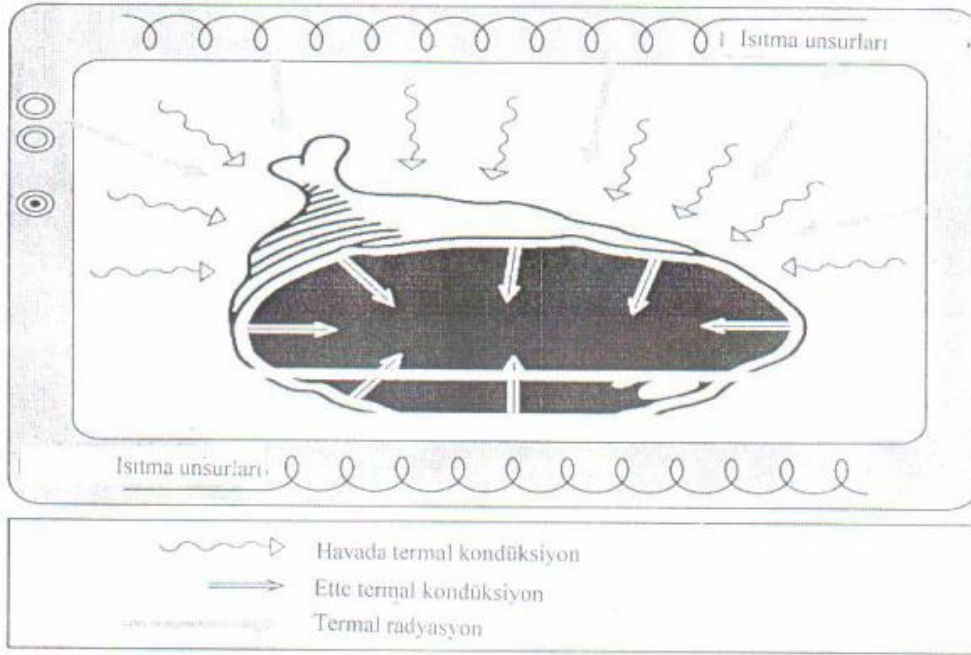 Isıtma unsurları
Isıtma unsurları
Havada termal kondüksiyon
Ette termal kondüksiyon
Termal radyasyon